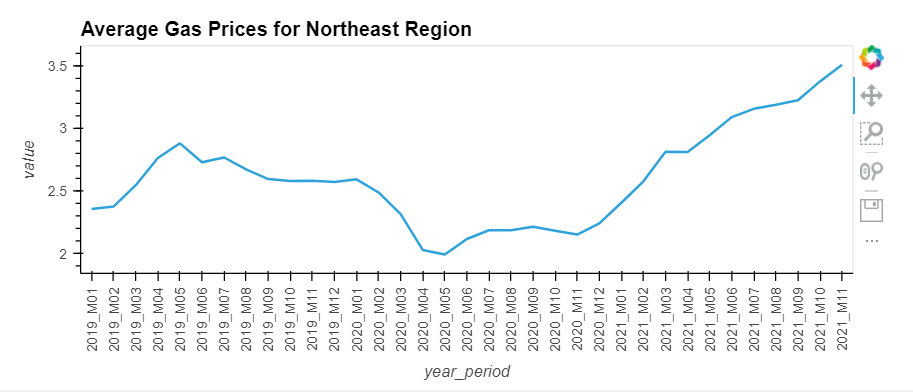 Average Gas Prices for Northeast Region
value
3.5
3
2.5
2
2019_M01
2019_M02
2019_M03
2019_M04
2019_M05
2019_M06
2019_M07
2019_M08
2019_M09
2019_M10
2019_M11
2019_M12
2020_M01
2020_M02
2020_M03
2020_M04
2020_M05
2020_M06
2020_M07
2020_M08
2020_M09
2020_M10
2020_M11
2020_M12
2021_M01
2021_M02
2021_M03
2021_M04
2021_M05
2021_M06
2021_M07
2021_M08
2021_M09
2021_M10
2021_M11
year_period